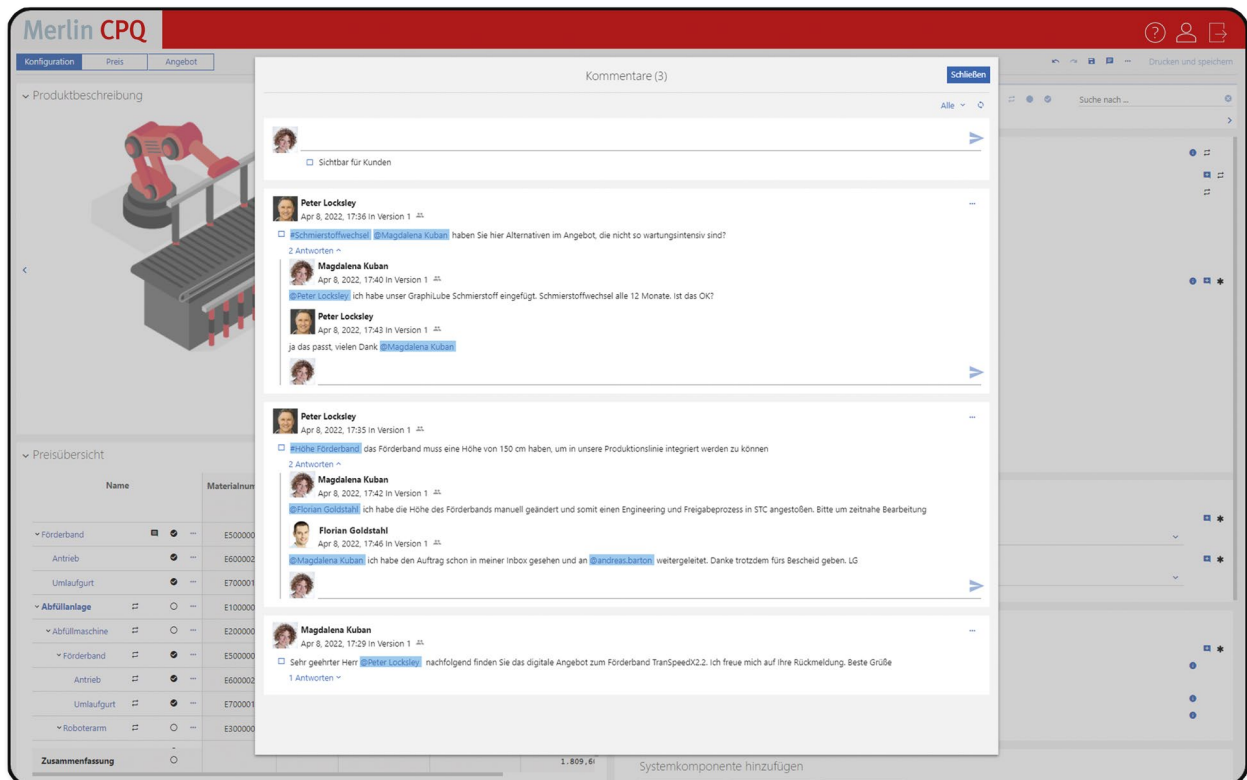 Merlin CPQ
Konfiguration Preis Angebot
Drucken und speichern
Produktbeschreibung
Suche nach ...
Kommentare (3)
Schließen
Alle
Sichtbar für Kunden
Peter Locksley
Apr 8, 2022, 17:36 In Version 1
#Schmierstoffwechsel @Magdalena Kuban haben Sie hier Alternativen im Angebot, die nicht so wartungsintensiv sind?
2 Antworten
Magdalena Kuban
Apr 8, 2022, 17:40 In Version 1
@Peter Locksley ich habe unser GraphiLube Schmierstoff eingefügt. Schmierstoffwechsel alle 12 Monate. Ist das OK?
Peter Locksley
Apr 8, 2022, 17:43 In Version 1
ja das passt, vielen Dank @Magdalena Kuban
Peter Locksley
Apr 8, 2022, 17:35 In Version 1
#Höhe Förderband das Förderband muss eine Höhe von 150 cm haben, um in unsere Produktionslinie integriert werden zu können
2 Antworten
Magdalena Kuban
Apr 8, 2022, 17:42 In Version 1
@Florian Goldstahl ich habe die Höhe des Förderbands manuell geändert und somit einen Engineering und Freigabeprozess in STC angestoßen. Bitte um zeitnahe Bearbeitung
Florian Goldstahl
Apr 8, 2022, 17:46 In Version 1
@Magdalena Kuban ich habe den Auftrag schon in meiner Inbox gesehen und an @andreas.barton weitergeleitet. Danke trotzdem fürs Bescheid geben. LG
Magdalena Kuban
Apr 8, 2022, 17:29 In Version 1
Sehr geehrter Herr @Peter Locksley nachfolgend finden Sie das digitale Angebot zum Förderband TranSpeedX2.2. Ich freue mich auf Ihre Rückmeldung. Beste Grüße
1 Antworten
Preisübersicht
Name Materialnum
Förderband E500000
Antrieb E600002
Umlaufgurt E700001
Abfüllanlage E100000
Abfüllmaschine E200000
Förderband E500000
Antrieb E600002
Umlaufgurt E700001
Roboterarm E300000
Zusammenfassung 1.809,6
Systemkomponente hinzufügen